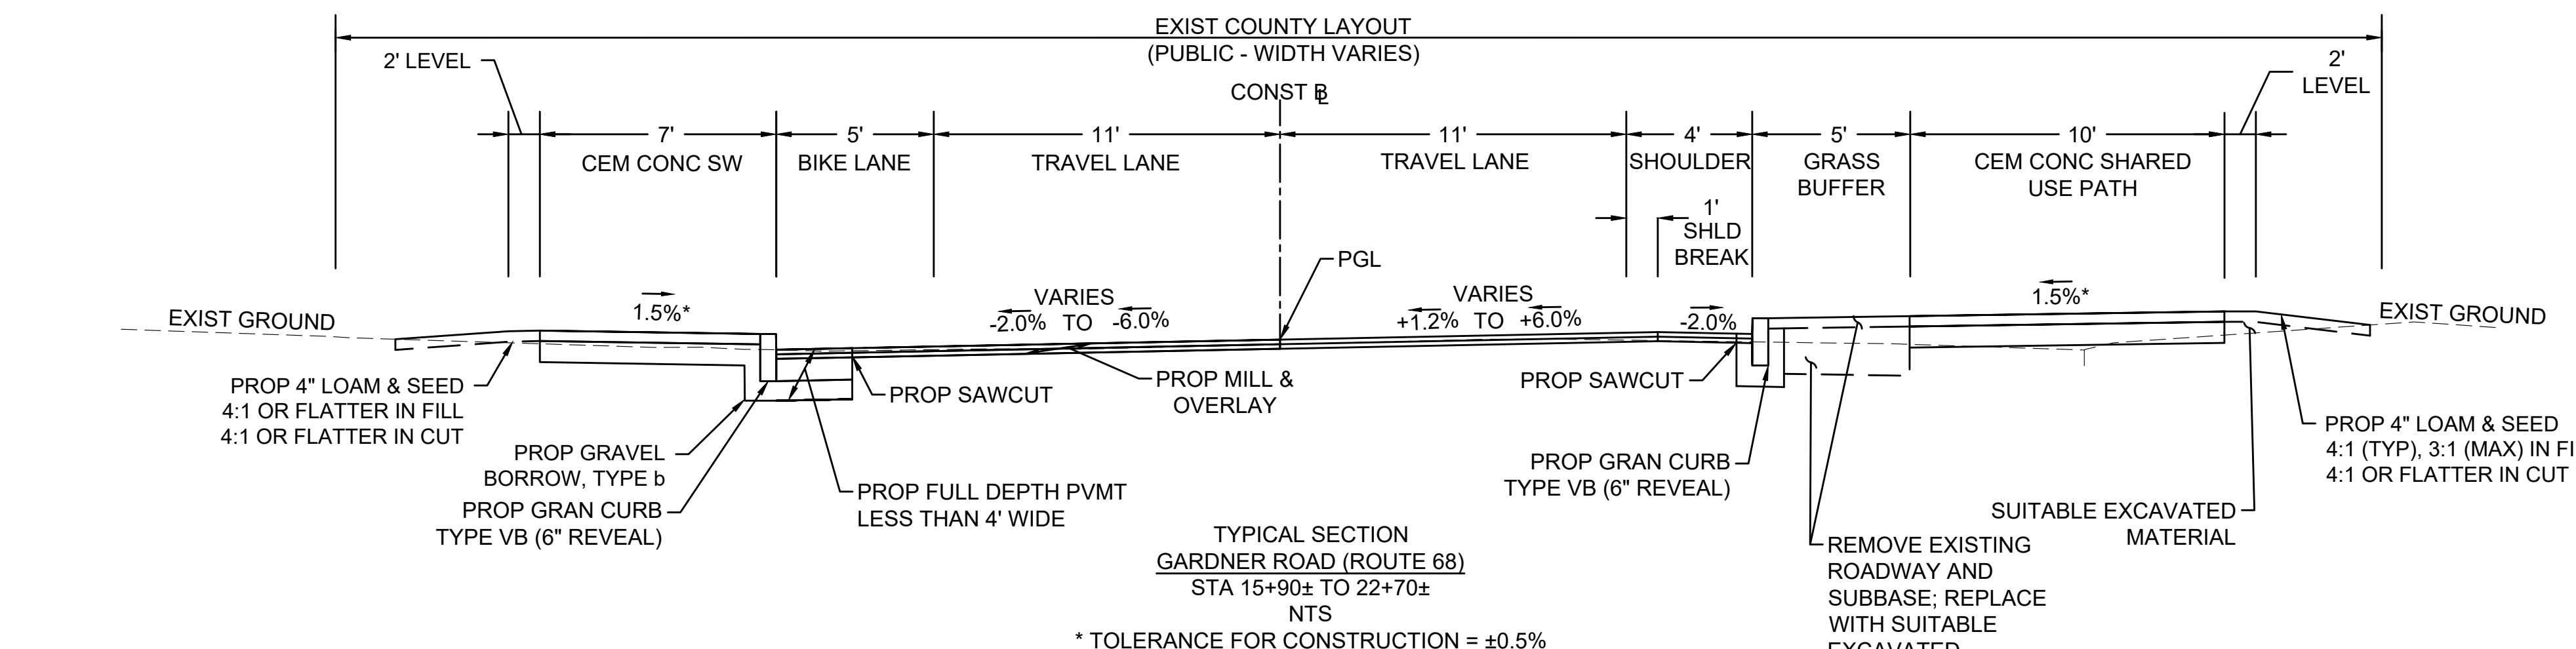 EXIST COUNTY LAYOUT
(PUBLIC - WIDTH VARIES)
2' LEVEL
2'
LEVEL
CONST BL
7'
CEM CONC SW
5'
BIKE LANE
11'
TRAVEL LANE
11'
TRAVEL LANE
4'
SHOULDER
5'
GRASS
BUFFER
10'
CEM CONC SHARED
USE PATH
1'
SHLD
BREAK
PGL
EXIST GROUND
1.5%*
VARIES
-2.0% TO -6.0%
VARIES
+1.2% TO +6.0%
-2.0%
1.5%*
EXIST GROUND
PROP 4" LOAM & SEED
4:1 OR FLATTER IN FILL
4:1 OR FLATTER IN CUT
PROP GRAVEL
BORROW, TYPE b
PROP GRAN CURB
TYPE VB (6" REVEAL)
PROP SAWCUT
PROP FULL DEPTH PVMT
LESS THAN 4' WIDE
PROP MILL &
OVERLAY
PROP SAWCUT
PROP GRAN CURB
TYPE VB (6" REVEAL)
REMOVE EXISTING
ROADWAY AND
SUBBASE; REPLACE
WITH SUITABLE
EXCAVATED
SUITABLE EXCAVATED
MATERIAL
PROP 4" LOAM & SEED
4:1 (TYP), 3:1 (MAX) IN FI
4:1 OR FLATTER IN CUT
TYPICAL SECTION
GARDNER ROAD (ROUTE 68)
STA 15+90± TO 22+70±
NTS
* TOLERANCE FOR CONSTRUCTION = ±0.5%